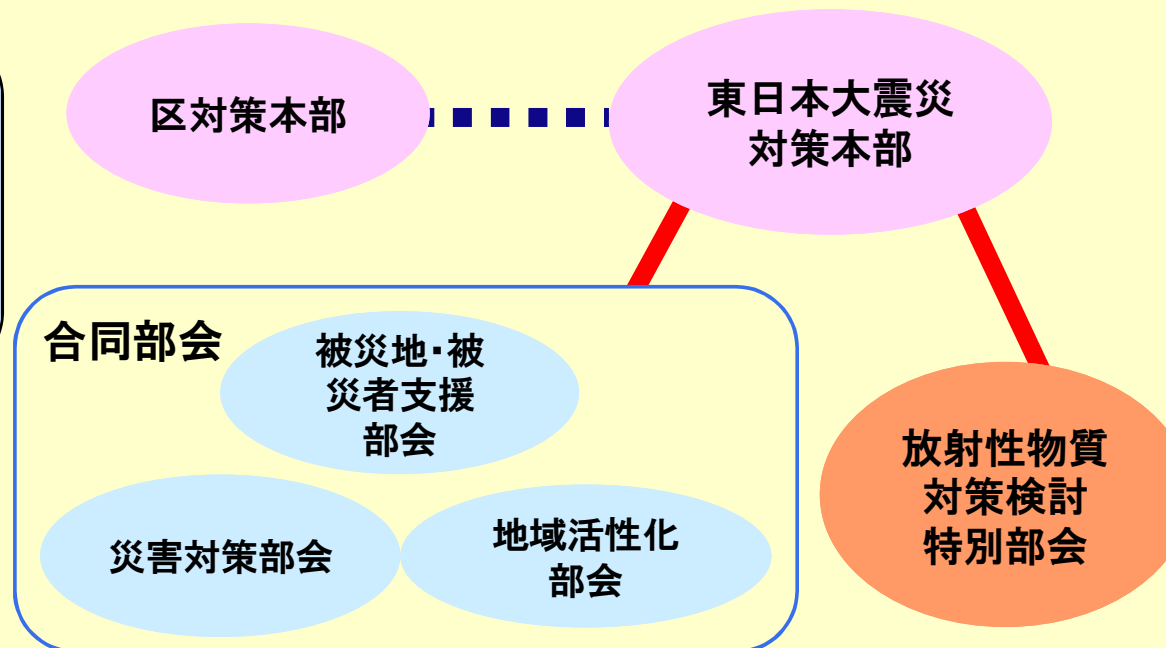 区対策本部
東日本大震災
対策本部
合同部会
被災地・被
災者支援
部会
災害対策部会
地域活性化
部会
放射性物質
対策検討
特別部会